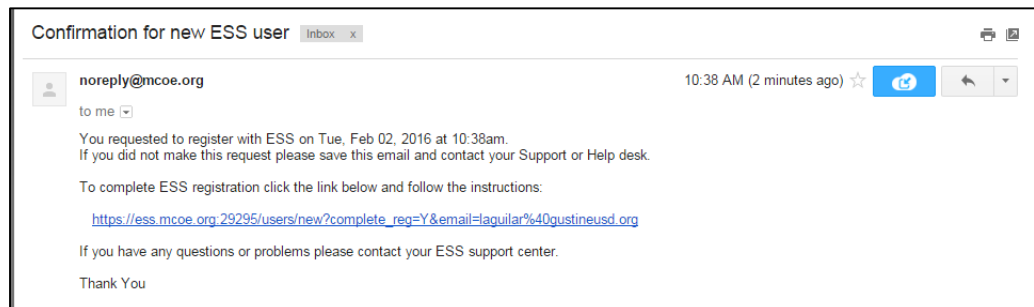 Confirmation for new ESS user Inbox x
noreply@mcoe.org 10:38 AM (2 minutes ago)
to me
You requested to register with ESS on Tue, Feb 02, 2016 at 10:38am.
If you did not make this request please save this email and contact your Support or Help desk.
To complete ESS registration click the link below and follow the instructions:
https://ess.mcoe.org:29295/users/new?complete_reg=Y&email=laguilar%40gustineusd.org
If you have any questions or problems please contact your ESS support center.
Thank You